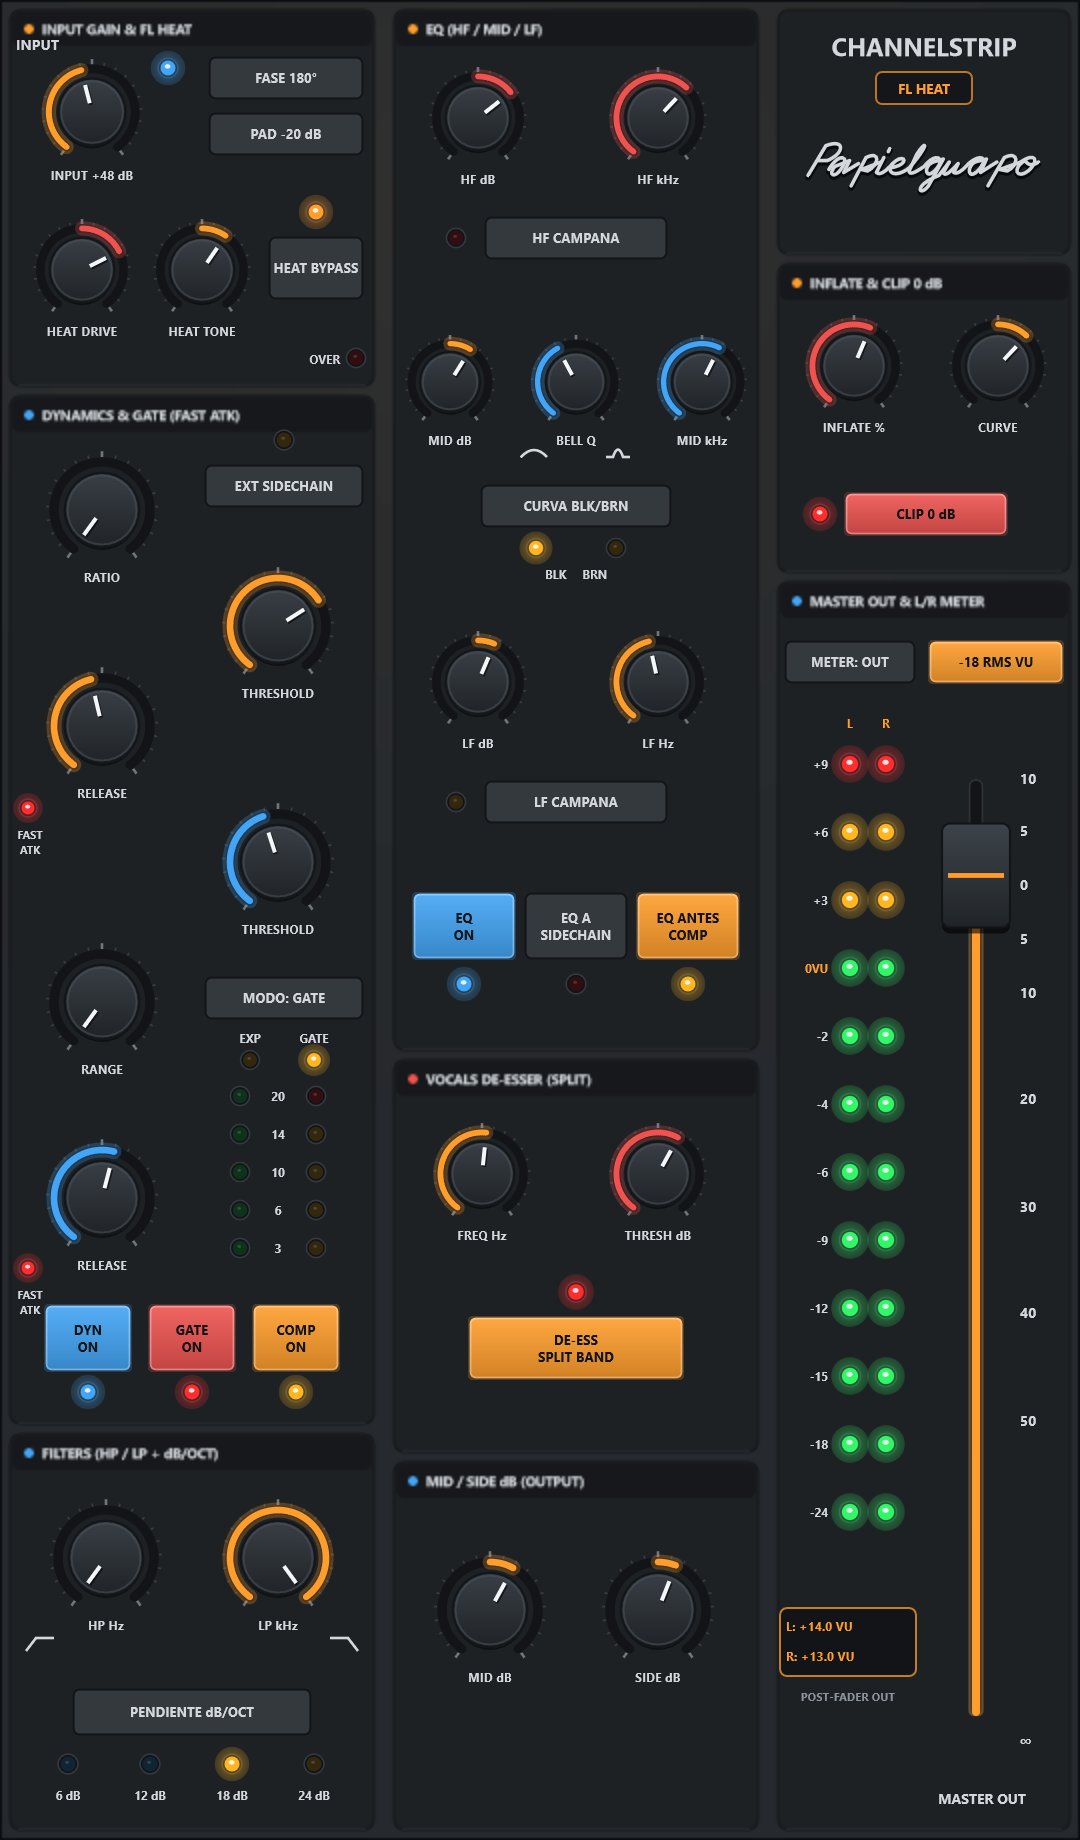 INPUT GAIN & FL HEAT
INPUT
FASE 180°
PAD -20 dB
INPUT +48 dB
HEAT BYPASS
HEAT DRIVE
HEAT TONE
OVER
DYNAMICS & GATE (FAST ATK)
EXT SIDECHAIN
RATIO
THRESHOLD
RELEASE
FAST
ATK
THRESHOLD
MODO: GATE
EXP
GATE
RANGE
20
14
10
6
3
RELEASE
FAST
ATK
DYN
ON
GATE
ON
COMP
ON
FILTERS (HP / LP + dB/OCT)
HP Hz
LP kHz
PENDIENTE dB/OCT
6 dB
12 dB
18 dB
24 dB
EQ (HF / MID / LF)
HF dB
HF kHz
HF CAMPANA
MID dB
BELL Q
MID kHz
CURVA BLK/BRN
BLK
BRN
LF dB
LF Hz
LF CAMPANA
EQ
ON
EQ A
SIDECHAIN
EQ ANTES
COMP
VOCALS DE-ESSER (SPLIT)
FREQ Hz
THRESH dB
DE-ESS
SPLIT BAND
MID / SIDE dB (OUTPUT)
MID dB
SIDE dB
CHANNELSTRIP
FL HEAT
Papielguapo
INFLATE & CLIP 0 dB
INFLATE %
CURVE
CLIP 0 dB
MASTER OUT & L/R METER
METER: OUT
-18 RMS VU
L
R
+9
+6
+3
0VU
-2
-4
-6
-9
-12
-15
-18
-24
10
5
0
5
10
20
30
40
50
∞
L: +14.0 VU
R: +13.0 VU
POST-FADER OUT
MASTER OUT